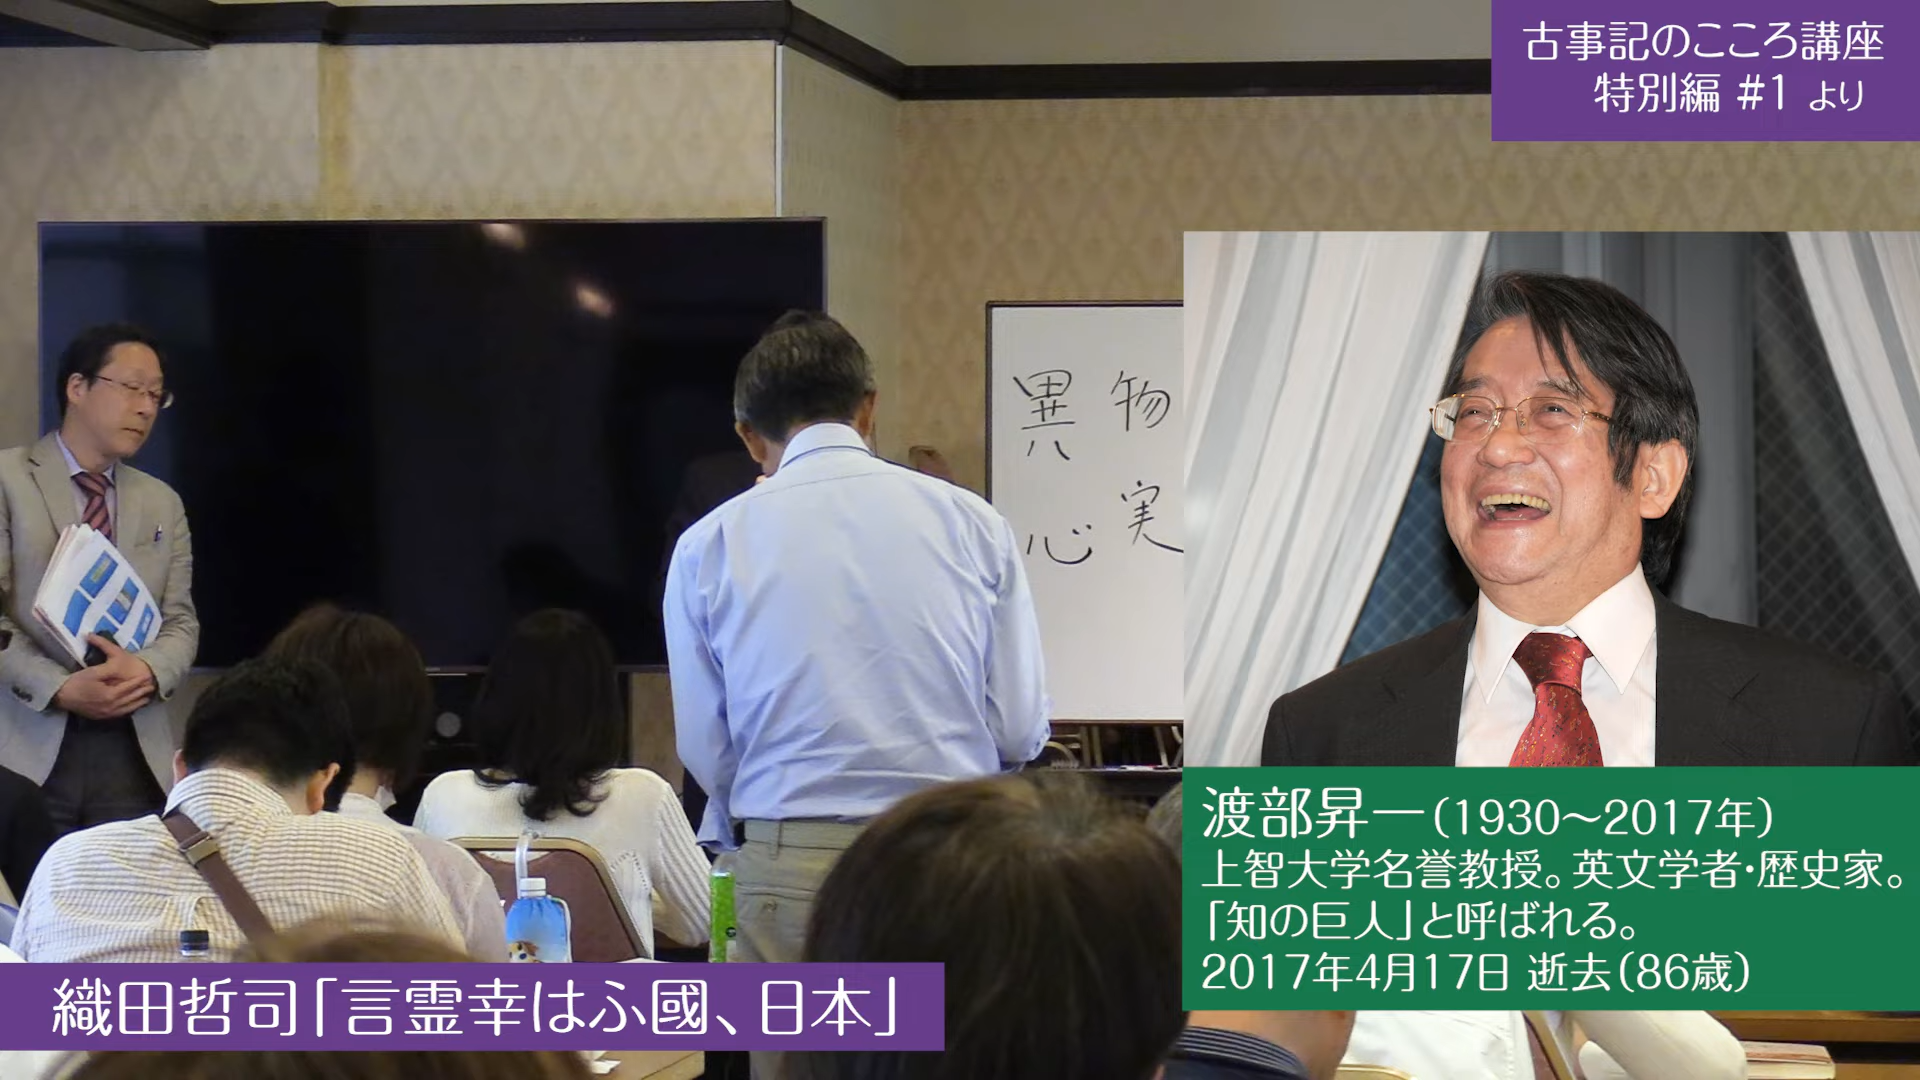 古事記のこころ講座
特別編 #1 より
物実
異心
渡部昇一(1930〜2017年)
上智大学名誉教授。英文学者・歴史家。
「知の巨人」と呼ばれる。
2017年4月17日 逝去(86歳)
織田哲司「言霊幸はふ國、日本」